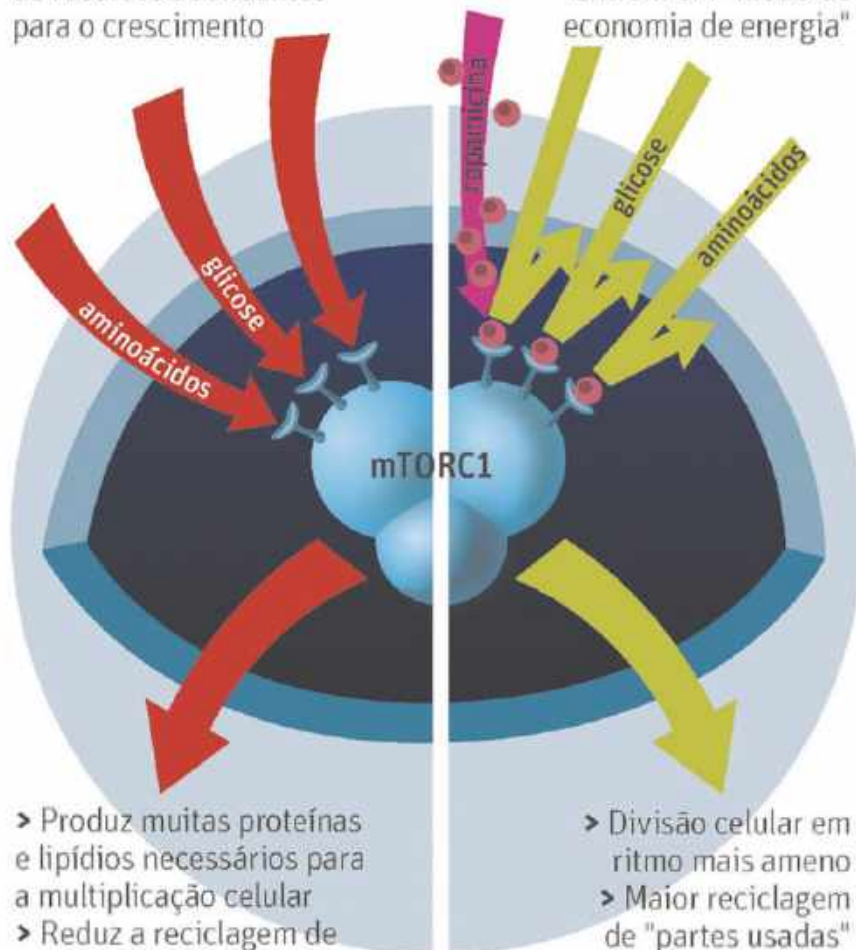 para o crescimento
economia de energia"
rapamicina
glicose
aminoácidos
glicose
aminoácidos
mTORC1
> Produz muitas proteínas
e lipídios necessários para
a multiplicação celular
> Reduz a reciclagem de
> Divisão celular em
ritmo mais ameno
> Maior reciclagem
de "partes usadas"